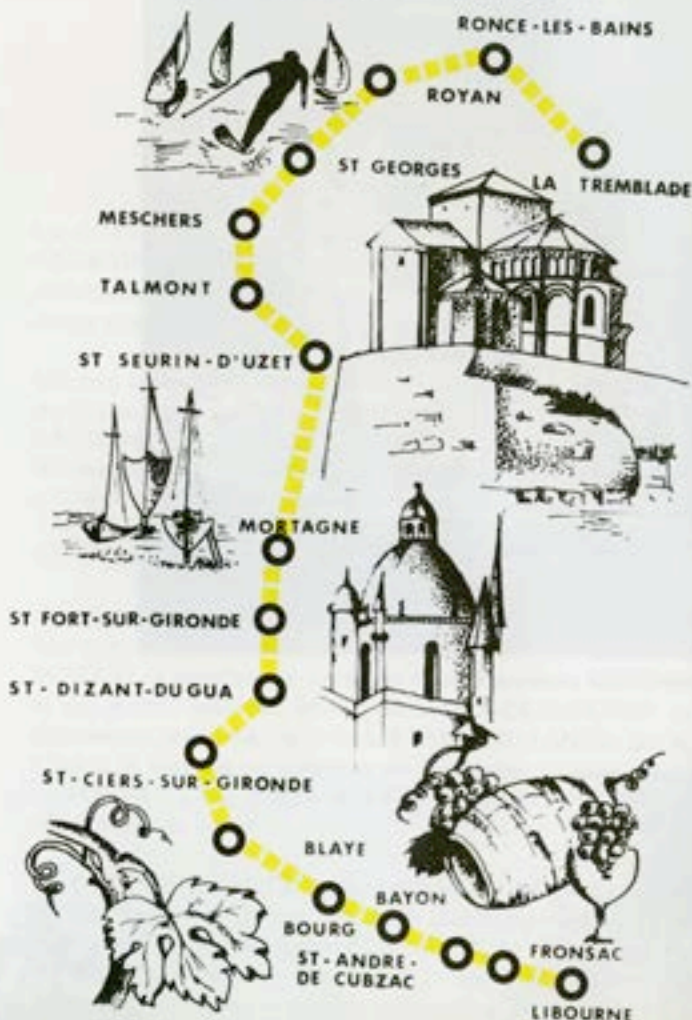 RONCE-LES-BAINS
ROYAN
ST GEORGES
LA TREMBLADE
MESCHERS
TALMONT
ST SEURIN-D'UZET
MORTAGNE
ST FORT-SUR-GIRONDE
ST-DIZANT-DU GUA
ST-CIERS-SUR-GIRONDE
BLAYE
BAYON
BOURG
ST-ANDRE-
DE CUBZAC
FRONSAC
LIBOURNE